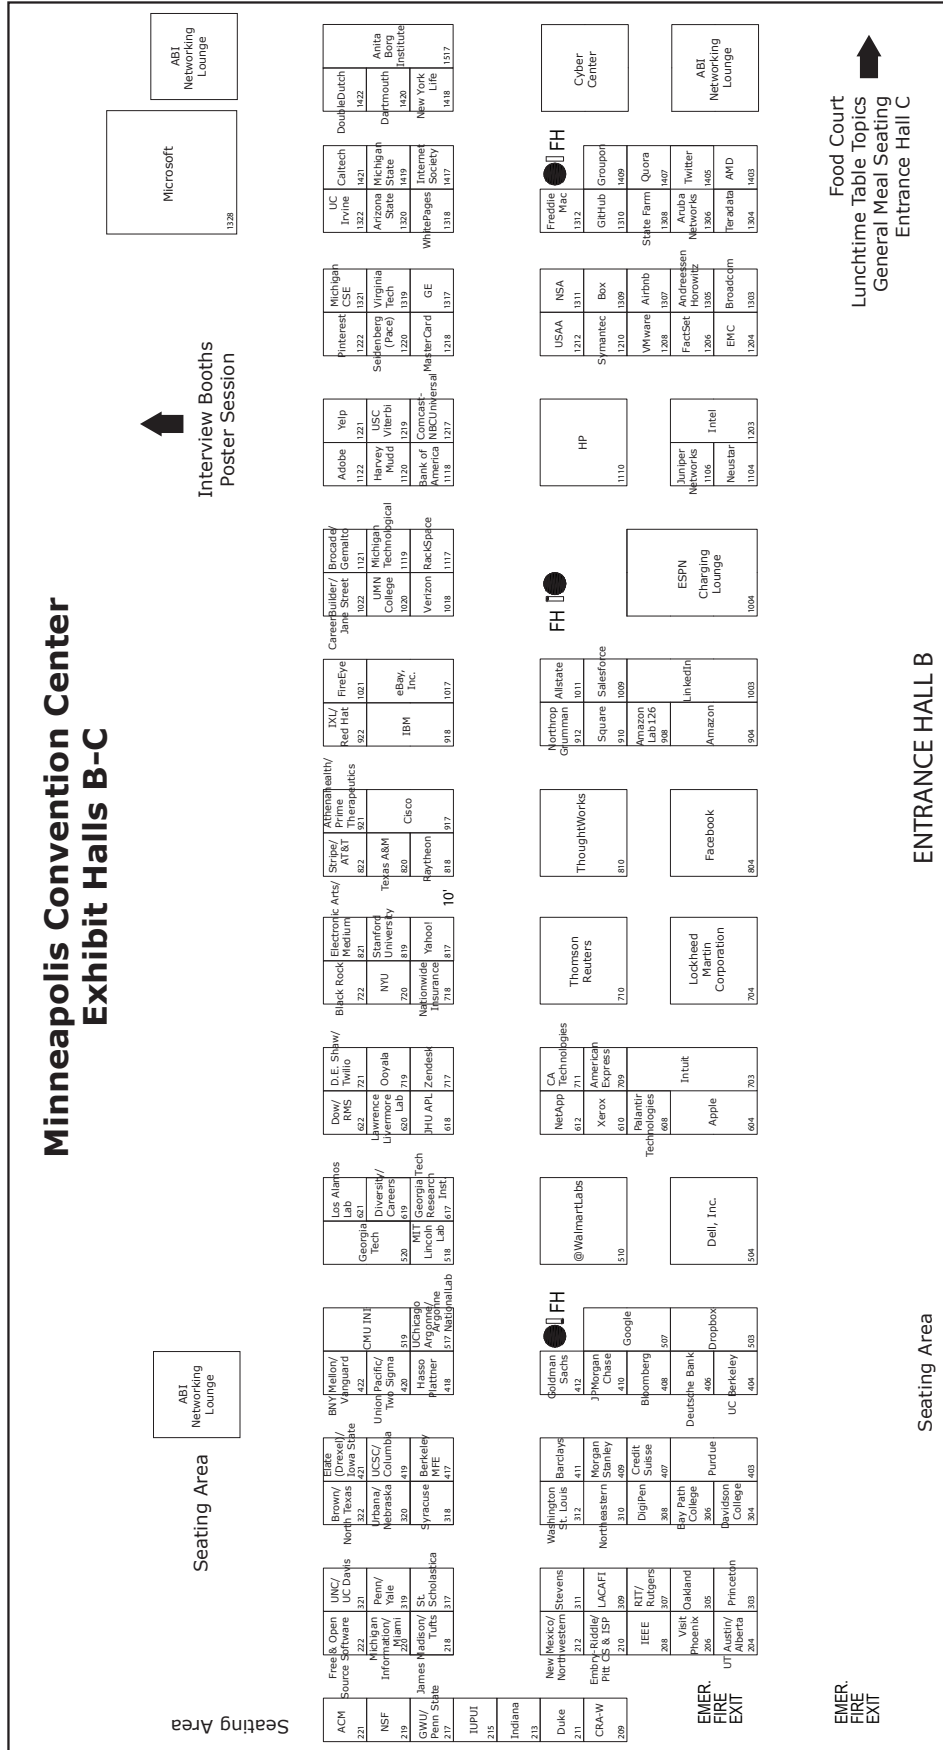 Minneapolis Convention Center
Exhibit Halls B-C
ABI
Networking
Lounge
Microsoft
1328
Interview Booths
Poster Session
ABI
Networking
Lounge
Seating Area
Seating Area
Anita
Borg
Institute
1517
DoubleDutch
1422
Dartmouth
1420
New York
Life
1418
Caltech
1421
Michigan
State
1419
Internet
Society
1417
UC
Irvine
1322
Arizona
State
1320
WhitePages
1318
Michigan
CSE
1321
Virginia
Tech
1319
GE
1317
Pinterest
1222
Seidenberg
(Pace)
1220
MasterCard
1218
Yelp
1221
USC
Viterbi
1219
Comcast-
NBCUniversal
1217
Adobe
1122
Harvey
Mudd
1120
Bank of
America
1118
Brocade/
Gemalto
1121
Michigan
Technological
1119
RackSpace
1117
CareerBuilder/
Jane Street
1022
UMN
College
1020
Verizon
1018
FireEye
1021
eBay,
Inc.
1017
IXL/
Red Hat
922
IBM
918
Athenahealth/
Prime
Therapeutics
921
Cisco
917
Stripe/
AT&T
822
Texas A&M
820
Raytheon
818
10'
Electronic Arts/
Medium
821
Stanford
University
819
Yahoo!
817
Black Rock
722
NYU
720
Nationwide
Insurance
718
D.E. Shaw/
Twilio
721
Ooyala
719
Zendesk
717
Dow/
RMS
622
Lawrence
Livermore Lab
620
JHU APL
618
Los Alamos
Lab
621
Diversity/
Careers
619
Georgia Tech
Research
Inst.
617
Georgia
Tech
520
MIT
Lincoln
Lab
518
CMU INI
519
UChicago
Argonne/
Argonne
NationalLab
517
BNY Mellon/
Vanguard
422
Union Pacific/
Two Sigma
420
Hasso
Plattner
418
Elate
(Drexel)/
Iowa State
421
UCSC/
Columbia
419
Berkeley
MFE
417
Brown/
North Texas
322
Urbana/
Nebraska
320
Syracuse
318
UNC/
UC Davis
321
Penn/
Yale
319
St.
Scholastica
317
Free & Open
Source Software
222
Michigan
Information/
Miami
220
James Madison/
Tufts
218
ACM
221
NSF
219
GWU/
Penn State
217
IUPUI
215
Indiana
213
Duke
211
CRA-W
209
Cyber
Center
ABI
Networking
Lounge
FH
Groupon
1409
Quora
1407
Twitter
1405
AMD
1403
Freddie
Mac
1312
GitHub
1310
State Farm
1308
Aruba
Networks
1306
Teradata
1304
NSA
1311
Box
1309
Airbnb
1307
Andreessen
Horowitz
1305
Broadcom
1303
USAA
1212
Symantec
1210
VMware
1208
FactSet
1206
EMC
1204
HP
1110
Intel
1203
Juniper
Networks
1106
Neustar
1104
FH
ESPN
Charging
Lounge
1004
Allstate
1011
Salesforce
1009
LinkedIn
1003
Northrop
Grumman
912
Square
910
Amazon
Lab126
908
Amazon
904
ThoughtWorks
810
Facebook
804
Thomson
Reuters
710
Lockheed
Martin
Corporation
704
CA
Technologies
711
American
Express
709
Intuit
703
NetApp
612
Xerox
610
Palantir
Technologies
608
Apple
604
@WalmartLabs
510
Dell, Inc.
504
FH
Google
507
Dropbox
503
Goldman
Sachs
412
JPMorgan
Chase
410
Bloomberg
408
Deutsche Bank
406
UC Berkeley
404
Barclays
411
Morgan
Stanley
409
Credit
Suisse
407
Purdue
403
Washington
St. Louis
312
Northeastern
310
DigiPen
308
Bay Path
College
306
Davidson
College
304
Stevens
311
LACAFI
309
RIT/
Rutgers
307
Oakland
305
Princeton
303
New Mexico/
Northwestern
212
Embry-Riddle/
Pitt CS & ISP
210
IEEE
208
Visit
Phoenix
206
UT Austin/
Alberta
204
Food Court
Lunchtime Table Topics
General Meal Seating
Entrance Hall C
ENTRANCE HALL B
Seating Area
EMER.
FIRE
EXIT
EMER.
FIRE
EXIT